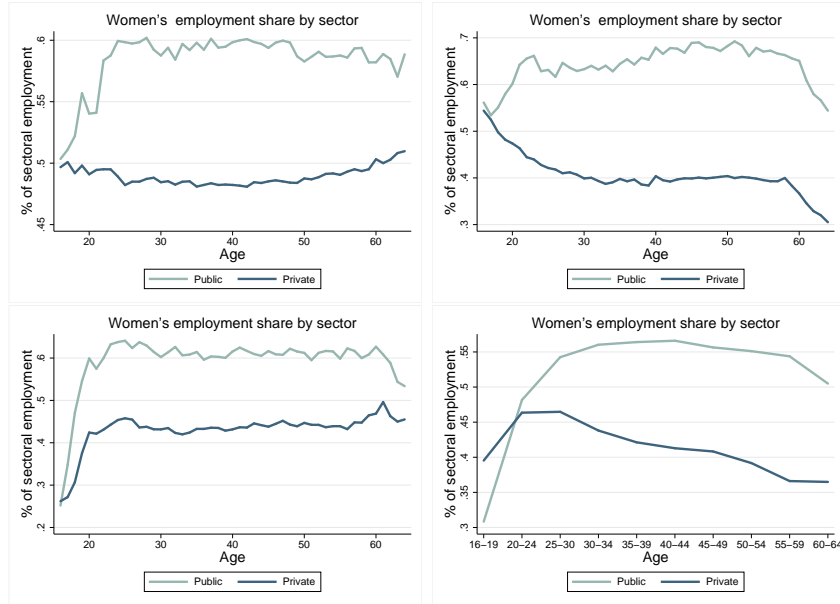 Women's  employment share by sector
% of sectoral employment
.6
.55
.5
.45
20 30 40 50 60
Age
Public Private
Women's  employment share by sector
% of sectoral employment
.7
.6
.5
.4
.3
20 30 40 50 60
Age
Public Private
Women's employment share by sector
% of sectoral employment
.6
.5
.4
.3
.2
20 30 40 50 60
Age
Public Private
Women's employment share by sector
% of sectoral employment
.55
.5
.45
.4
.35
.3
16–19 20–24 25–30 30–34 35–39 40–44 45–49 50–54 55–59 60–64
Age
Public Private